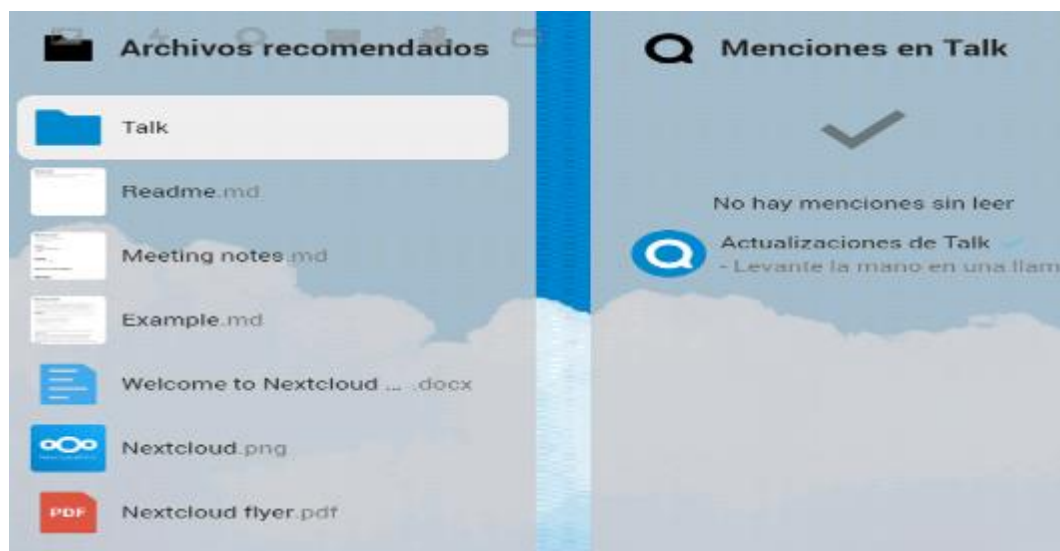 Archivos recomendados
Talk
Readme.md
Meeting notes.md
Example.md
Welcome to Nextcloud ... .docx
Nextcloud.png
PDF
Nextcloud flyer.pdf
Menciones en Talk
No hay menciones sin leer
Actualizaciones de Talk
- Levante la mano en una llam